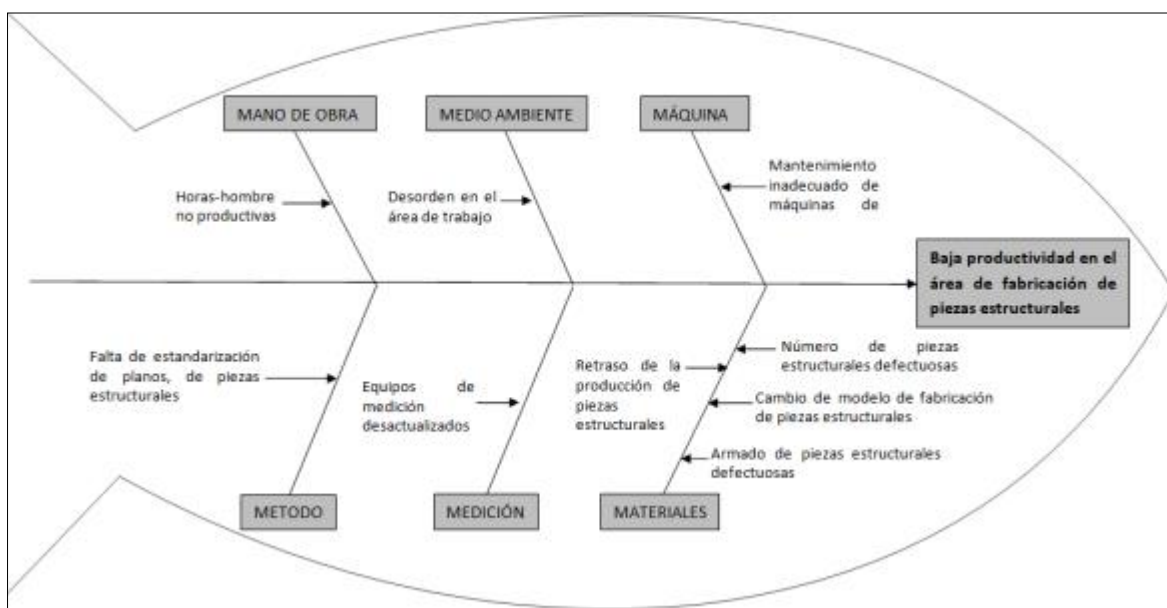 MANO DE OBRA
MEDIO AMBIENTE
MÁQUINA
Horas-hombre
no productivas
Desorden en el
área de trabajo
Mantenimiento
inadecuado de
máquinas de
Baja productividad en el
área de fabricación de
piezas estructurales
Falta de estandarización
de planos, de piezas
estructurales
Equipos de
medición
desactualizados
Retraso de la
producción de
piezas
estructurales
Número de piezas
estructurales defectuosas
Cambio de modelo de fabricación
de piezas estructurales
Armado de piezas estructurales
defectuosas
METODO
MEDICIÓN
MATERIALES